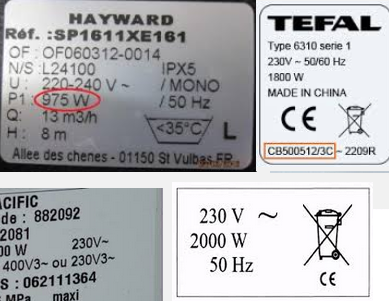 HAYWARD
Réf. :SP1611XE161
OF : OF060312-0014
N/S :L24100 IPX5
U : 220-240 V ~ / MONO
P1 : 975 W / 50 Hz
Q: 13 m3/h
H: 8 m
<35°C
L
Allee des chenes - 01150 St Vulbas FR
TEFAL
Type 6310 serie 1
230V ~ 50/60 Hz
1800 W
MADE IN CHINA
CE
CB500512/3C ~ 2209R
ACIFIC
de : 882092
2081
00 W 230V~
400V3~ ou 230V3~
S : 062111364
MPa maxi
230 V ~
2000 W
50 Hz
CE